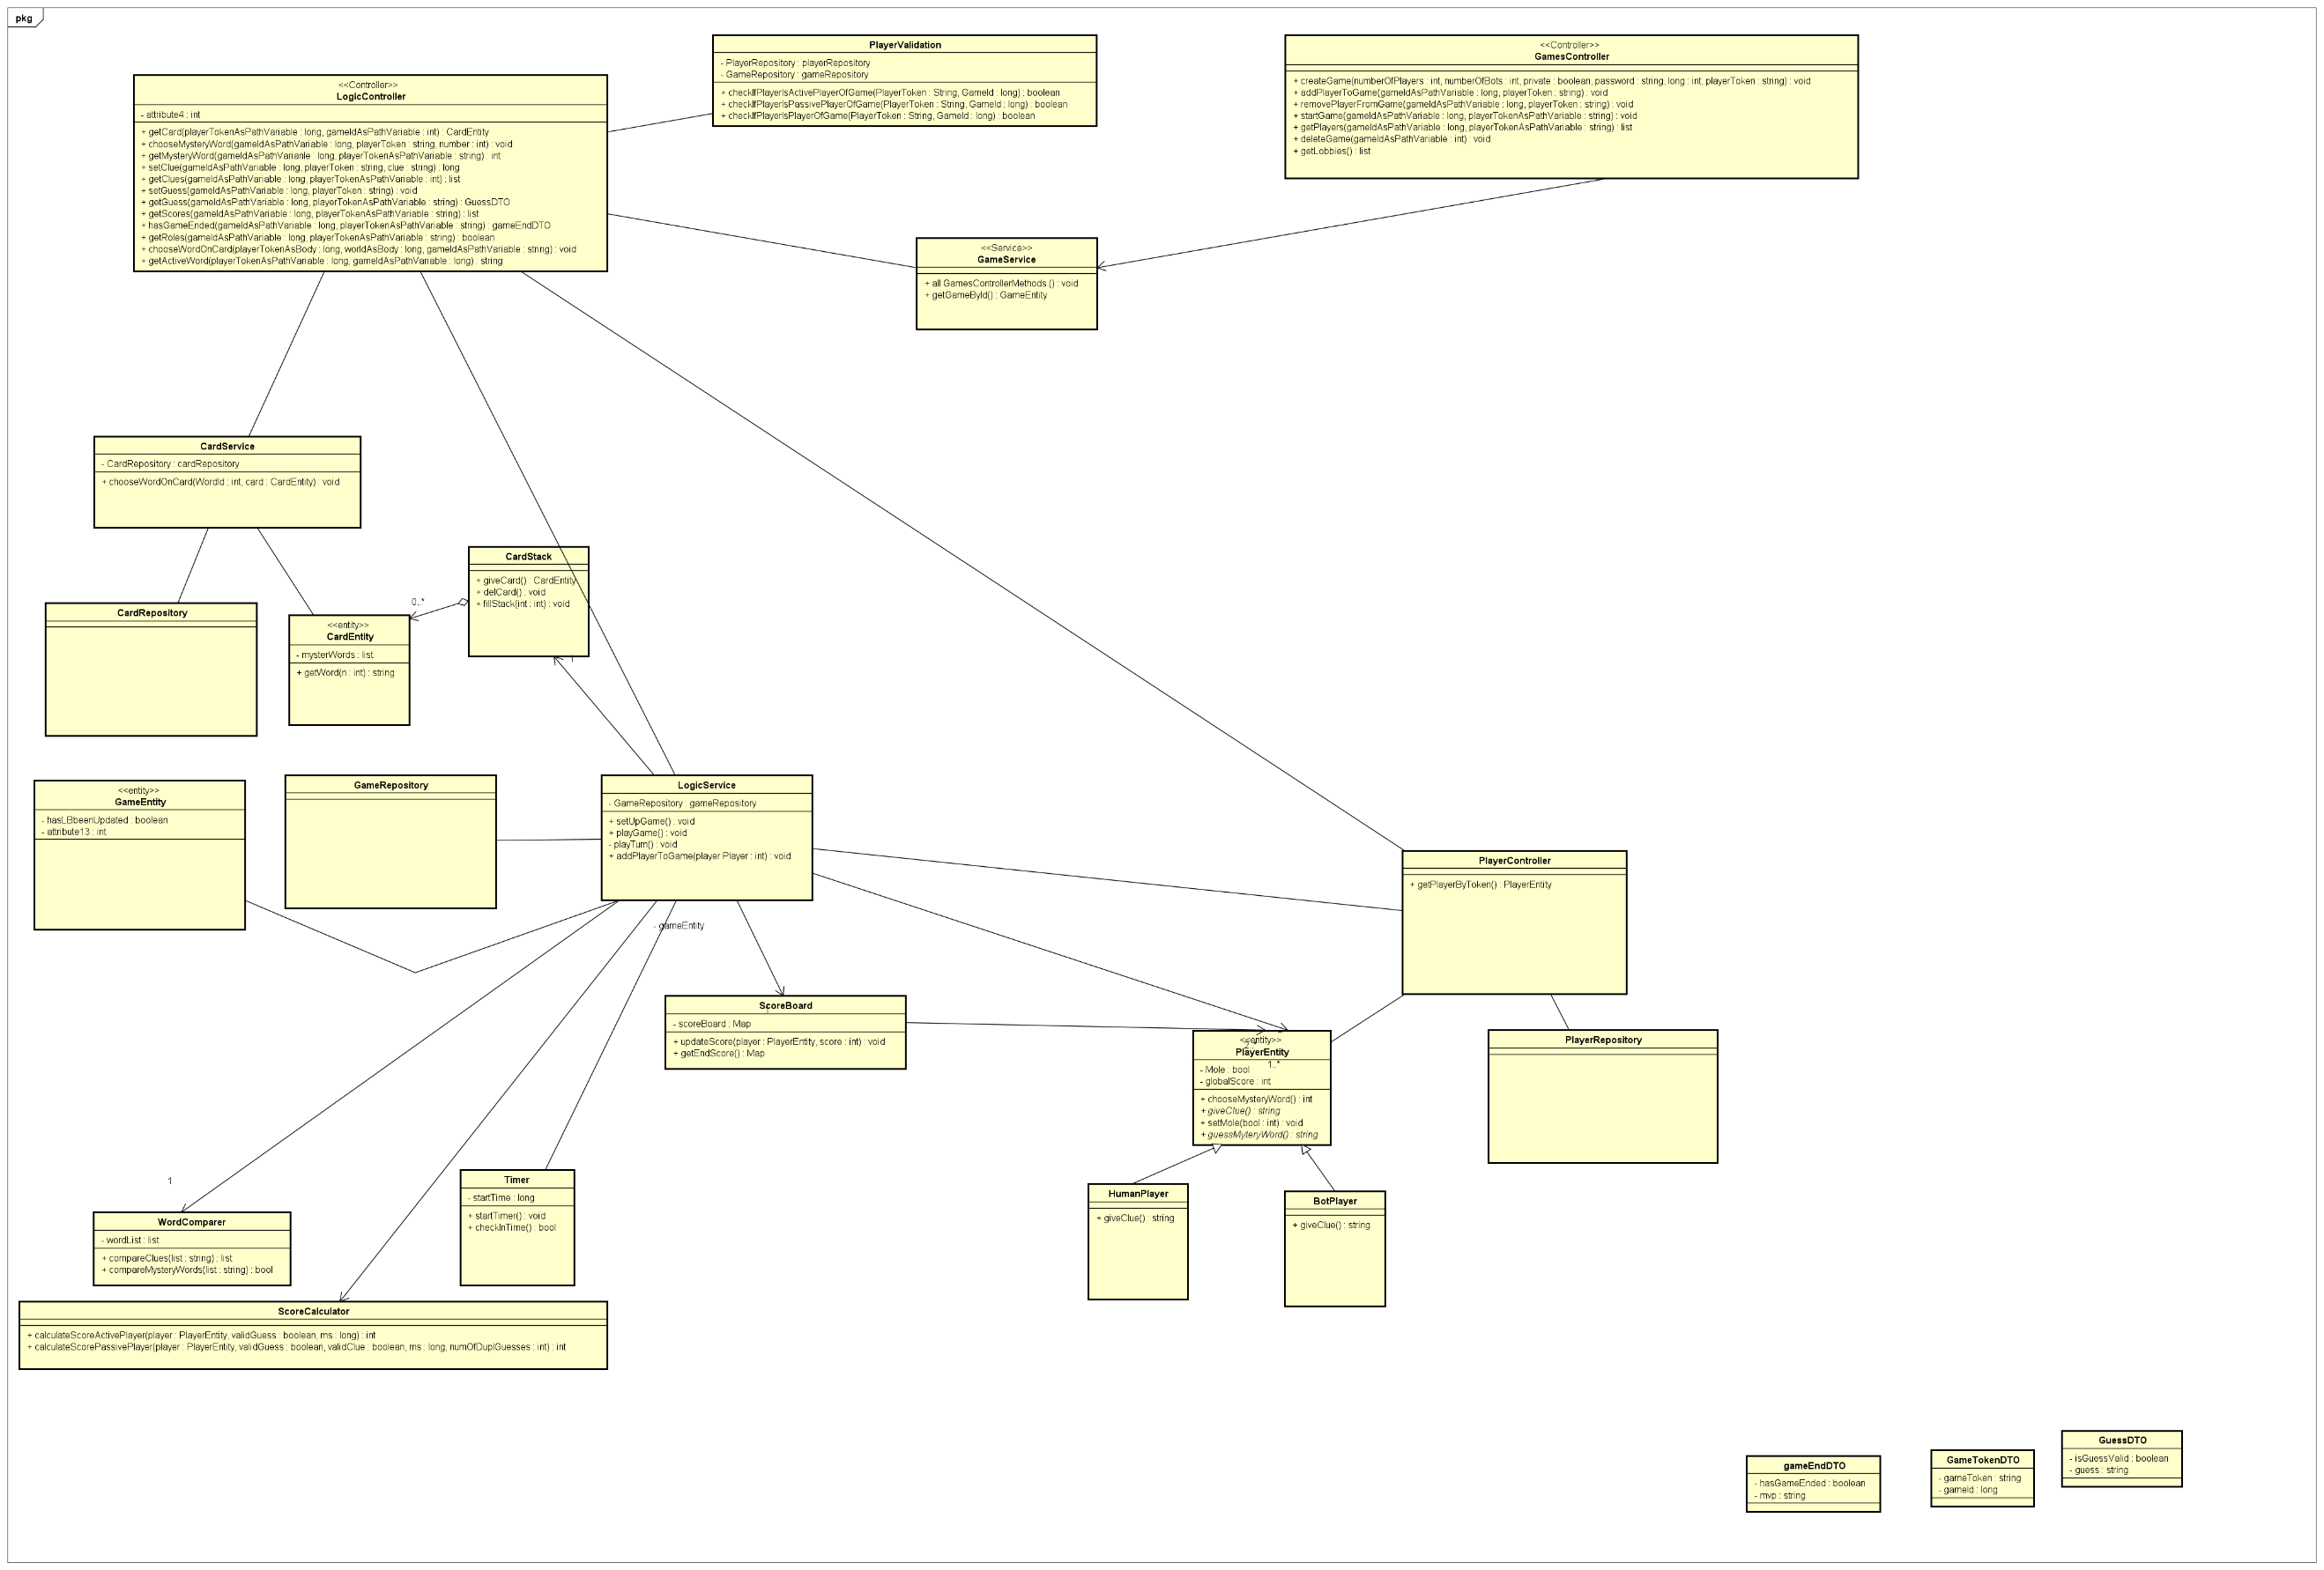 pkg
<<Controller>>
LogicController
- attribute4 : int
+ getCard(playerTokenAsPathVariable : long, gameIdAsPathVariable : int) : CardEntity
+ chooseMysteryWord(gameIdAsPathVariable : long, playerToken : string, number : int) : void
+ getMysteryWord(gameIdAsPathVarianle : long, playerTokenAsPathVariable : string) : int
+ setClue(gameIdAsPathVariable : long, playerToken : string, clue : string) : long
+ getClues(gameIdAsPathVariable : long, playerTokenAsPathVariable : int) : list
+ setGuess(gameIdAsPathVariable : long, playerToken : string) : void
+ getGuess(gameIdAsPathVariable : long, playerTokenAsPathVariable : string) : GuessDTO
+ getScores(gameIdAsPathVariable : long, playerTokenAsPathVariable : string) : list
+ hasGameEnded(gameIdAsPathVariable : long, playerTokenAsPathVariable : string) : gameEndDTO
+ getRoles(gameIdAsPathVariable : long, playerTokenAsPathVariable : string) : boolean
+ chooseWordOnCard(playerTokenAsBody : long, worldAsBody : long, gameIdAsPathVariable : string) : void
+ getActiveWord(playerTokenAsPathVariable : long, gameIdAsPathVariable : long) : string
PlayerValidation
- PlayerRepository : playerRepository
- GameRepository : gameRepository
+ checkIfPlayerIsActivePlayerOfGame(PlayerToken : String, GameId : long) : boolean
+ checkIfPlayerIsPassivePlayerOfGame(PlayerToken : String, GameId : long) : boolean
+ checkIfPlayerIsPlayerOfGame(PlayerToken : String, GameId : long) : boolean
<<Controller>>
GamesController
+ createGame(numberOfPlayers : int, numberOfBots : int, private : boolean, password : string, long : int, playerToken : string) : void
+ addPlayerToGame(gameIdAsPathVariable : long, playerToken : string) : void
+ removePlayerFromGame(gameIdAsPathVariable : long, playerToken : string) : void
+ startGame(gameIdAsPathVariable : long, playerTokenAsPathVariable : string) : void
+ getPlayers(gameIdAsPathVariable : long, playerTokenAsPathVariable : string) : list
+ deleteGame(gameIdAsPathVariable : int) : void
+ getLobbies() : list
<<Service>>
GameService
+ all GamesControllerMethods () : void
+ getGameById() : GameEntity
CardService
- CardRepository : cardRepository
+ chooseWordOnCard(WordId : int, card : CardEntity) : void
CardStack
+ giveCard() : CardEntity
+ delCard() : void
+ fillStack(int : int) : void
0..*
1
CardRepository
<<entity>>
CardEntity
- mysterWords : list
+ getWord(n : int) : string
<<entity>>
GameEntity
- hasLBbeenUpdated : boolean
- attribute13 : int
GameRepository
LogicService
- GameRepository : gameRepository
+ setUpGame() : void
+ playGame() : void
- playTurn() : void
+ addPlayerToGame(player Player : int) : void
- gameEntity
PlayerController
+ getPlayerByToken() : PlayerEntity
ScoreBoard
- scoreBoard : Map
+ updateScore(player : PlayerEntity, score : int) : void
+ getEndScore() : Map
<<entity>>
PlayerEntity
1..*
- Mole : bool
- globalScore : int
+ chooseMysteryWord() : int
+ giveClue() : string
+ setMole(bool : int) : void
+ guessMyteryWord() : string
PlayerRepository
HumanPlayer
+ giveClue() : string
BotPlayer
+ giveClue() : string
1
WordComparer
- wordList : list
+ compareClues(list : string) : list
+ compareMysteryWords(list : string) : bool
Timer
- startTime : long
+ startTimer() : void
+ checkInTime() : bool
ScoreCalculator
+ calculateScoreActivePlayer(player : PlayerEntity, validGuess : boolean, ms : long) : int
+ calculateScorePassivePlayer(player : PlayerEntity, validGuess : boolean, validClue : boolean, ms : long, numOfDuplGuesses : int) : int
gameEndDTO
- hasGameEnded : boolean
- mvp : string
GameTokenDTO
- gameToken : string
- gameId : long
GuessDTO
- isGuessValid : boolean
- guess : string